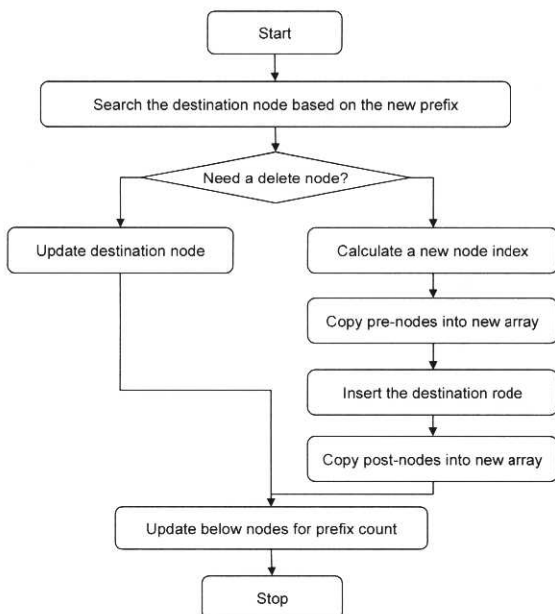 Start
Search the destination node based on the new prefix
Need a delete node?
Update destination node
Calculate a new node index
Copy pre-nodes into new array
Insert the destination rode
Copy post-nodes into new array
Update below nodes for prefix count
Stop